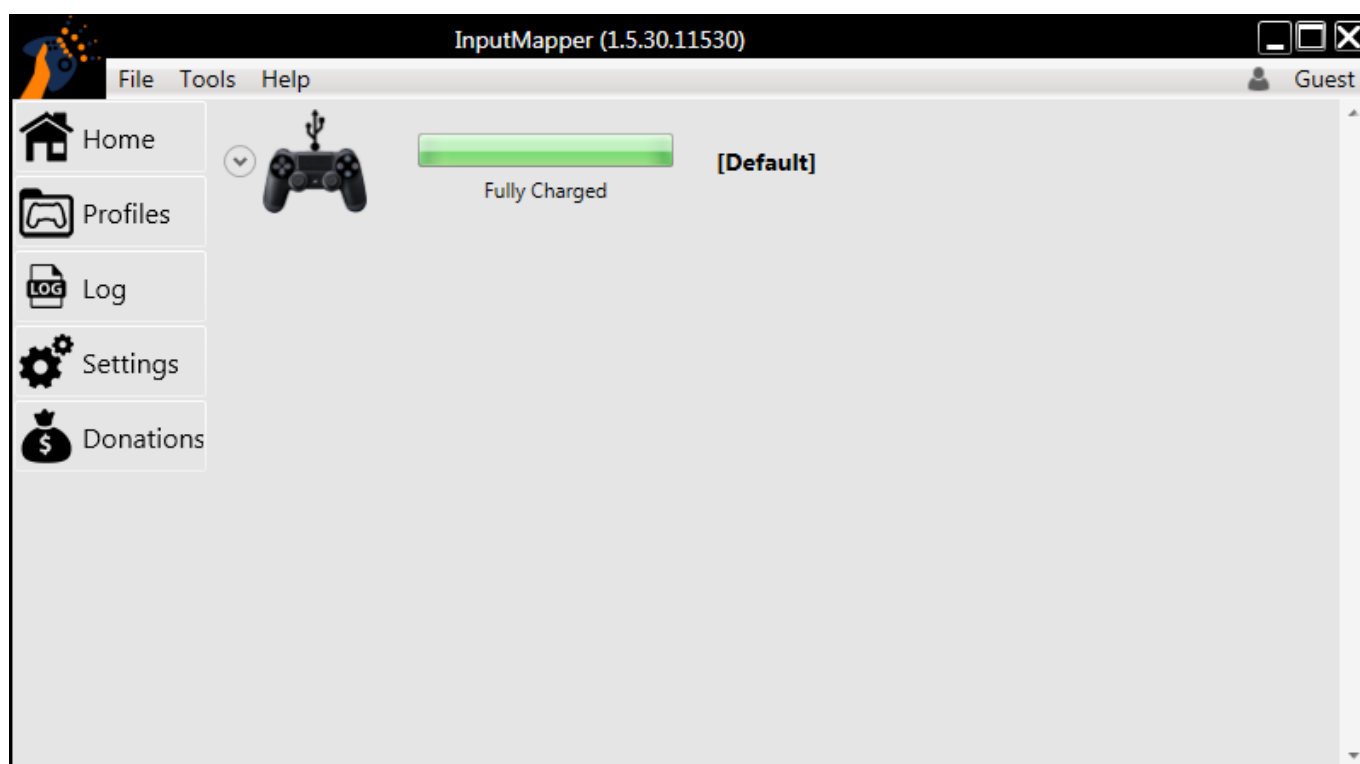 InputMapper (1.5.30.11530)
File Tools Help Guest
Home
Profiles
LOG Log
Settings
$ Donations
[Default]
Fully Charged